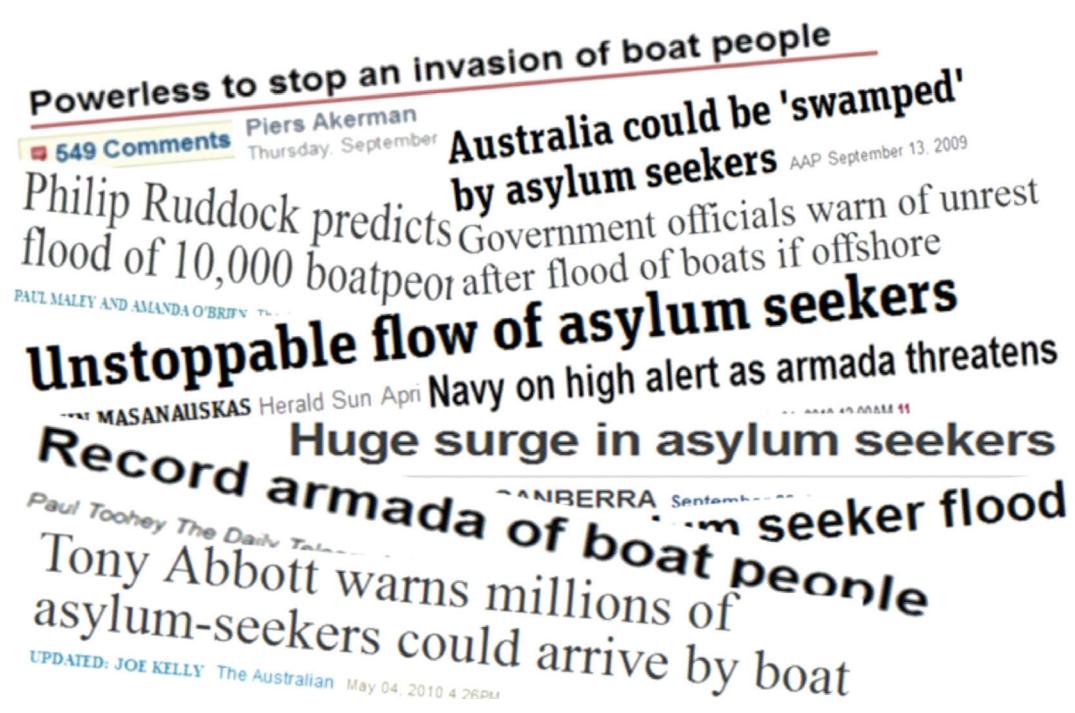 Powerless to stop an invasion of boat people
549 Comments
Piers Akerman
Thursday, September
Australia could be 'swamped'
by asylum seekers
AAP September 13, 2009
Philip Ruddock predicts
flood of 10,000 boatpeo
PAUL MALEY AND AMANDA O'BRIEN
Government officials warn of unrest
after flood of boats if offshore
Unstoppable flow of asylum seekers
MASANAUSKAS Herald Sun Apri
Navy on high alert as armada threatens
12:00AM 11
Huge surge in asylum seekers
CANBERRA Septemb
seeker flood
Record armada of boat people
Paul Toohey The Daily
Tony Abbott warns millions of
asylum-seekers could arrive by boat
UPDATED: JOE KELLY The Australian May 04, 2010 4:26PM